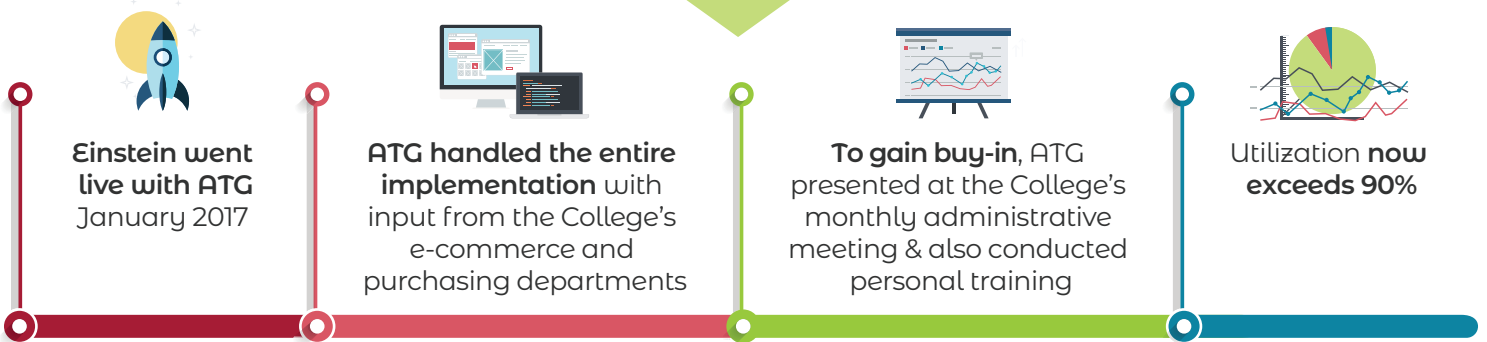 Einstein went
live with ATG
January 2017
ATG handled the entire
implementation with
input from the College's
e-commerce and
purchasing departments
To gain buy-in, ATG
presented at the College's
monthly administrative
meeting & also conducted
personal training
Utilization now
exceeds 90%